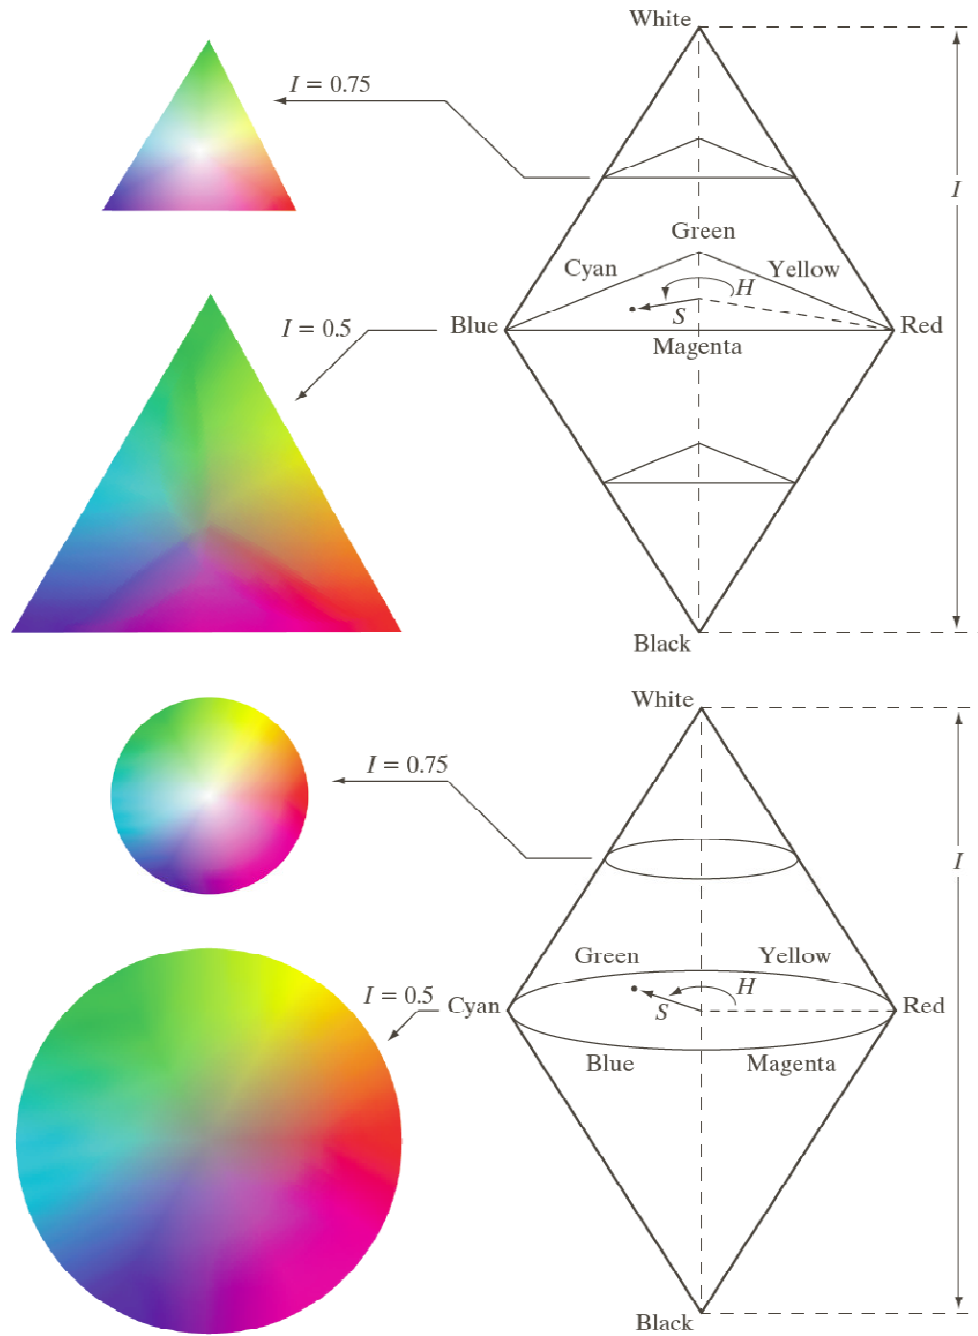 White
I = 0.75
I
Green
Cyan
Yellow
H
I = 0.5
Blue
S
Red
Magenta
Black
White
I = 0.75
I
Green
Yellow
H
I = 0.5
Cyan
S
Red
Blue
Magenta
Black